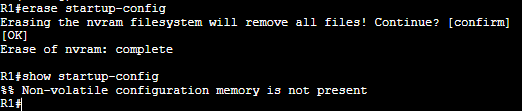 R1#erase startup-config
Erasing the nvram filesystem will remove all files! Continue? [confirm]
[OK]
Erase of nvram: complete
R1#show startup-config
%% Non-volatile configuration memory is not present
R1#